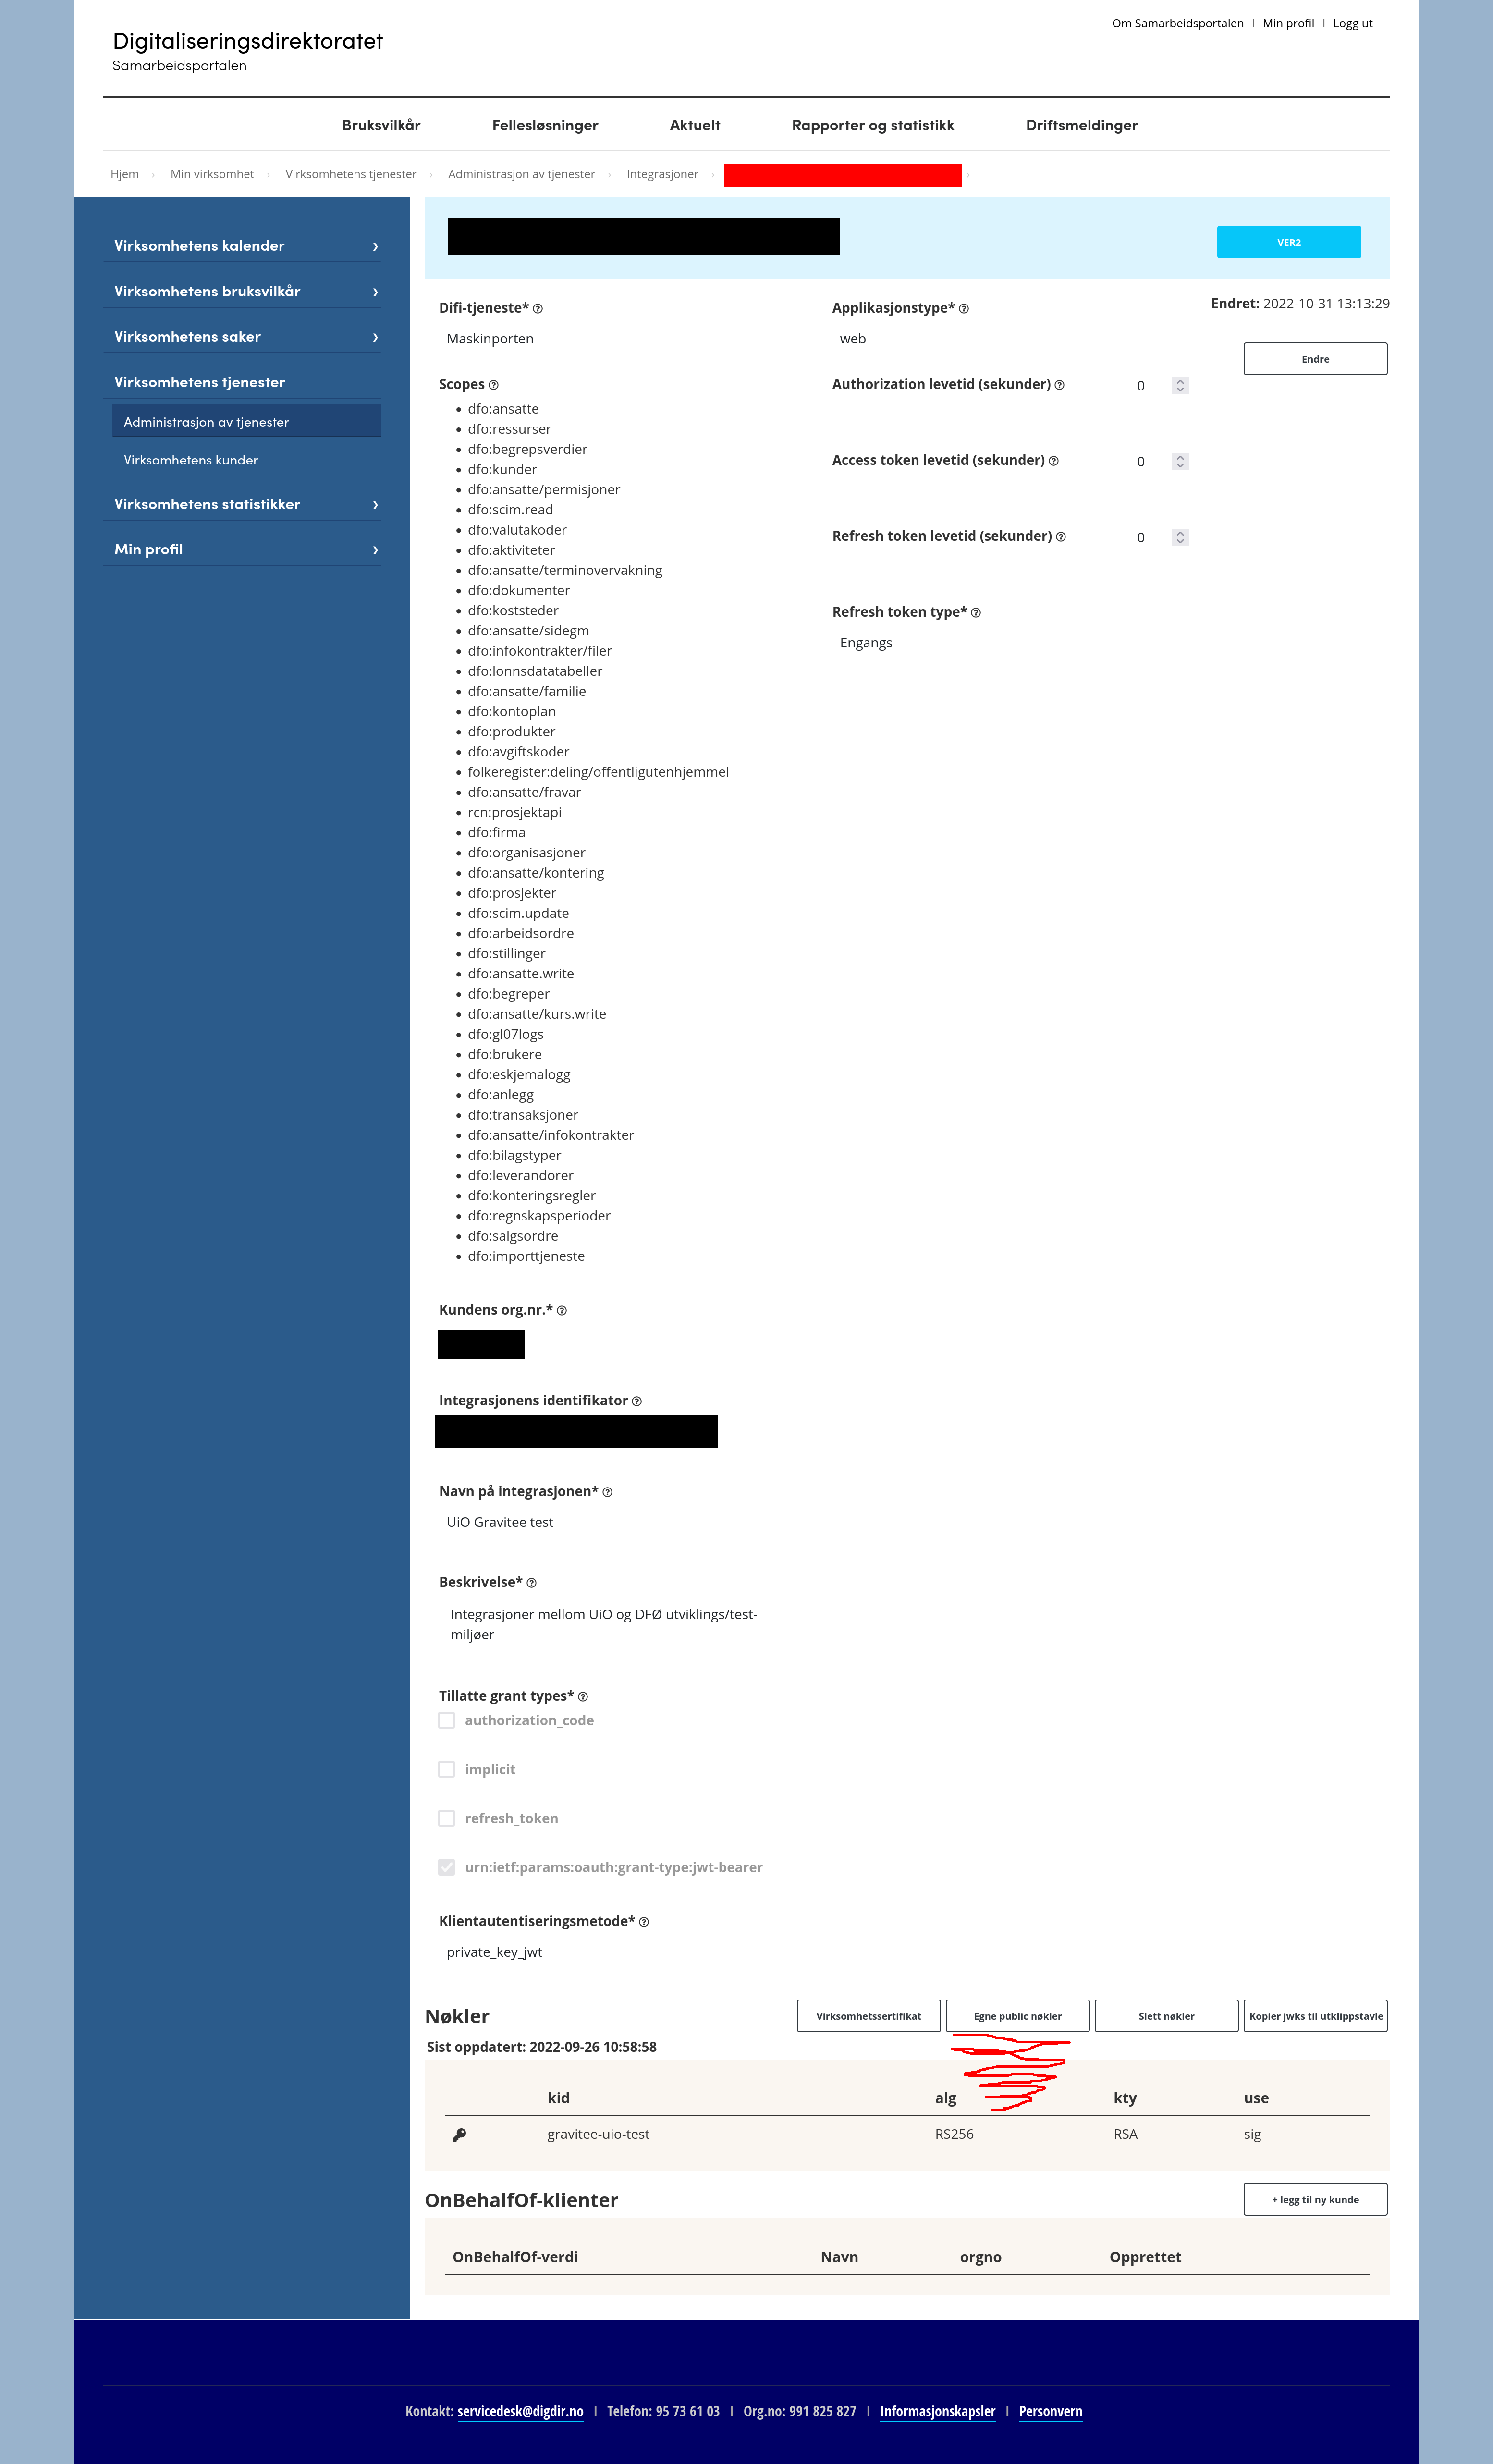 Om Samarbeidsportalen | Min profil | Logg ut
Digitaliseringsdirektoratet
Samarbeidsportalen
Bruksvilkår Fellesløsninger Aktuelt Rapporter og statistikk Driftsmeldinger
Hjem › Min virksomhet › Virksomhetens tjenester › Administrasjon av tjenester › Integrasjoner › ›
Virksomhetens kalender ›
Virksomhetens bruksvilkår ›
Virksomhetens saker ›
Virksomhetens tjenester
Administrasjon av tjenester
Virksomhetens kunder
Virksomhetens statistikker ›
Min profil ›
VER2
Endret: 2022-10-31 13:13:29
Endre
Difi-tjeneste*
Maskinporten
Scopes
dfo:ansatte
dfo:ressurser
dfo:begrepsverdier
dfo:kunder
dfo:ansatte/permisjoner
dfo:scim.read
dfo:valutakoder
dfo:aktiviteter
dfo:ansatte/terminovervakning
dfo:dokumenter
dfo:koststeder
dfo:ansatte/sidegm
dfo:infokontrakter/filer
dfo:lonnsdatatabeller
dfo:ansatte/familie
dfo:kontoplan
dfo:produkter
dfo:avgiftskoder
folkeregister:deling/offentligutenhjemmel
dfo:ansatte/fravar
rcn:prosjektapi
dfo:firma
dfo:organisasjoner
dfo:ansatte/kontering
dfo:prosjekter
dfo:scim.update
dfo:arbeidsordre
dfo:stillinger
dfo:ansatte.write
dfo:begreper
dfo:ansatte/kurs.write
dfo:gl07logs
dfo:brukere
dfo:eskjemalogg
dfo:anlegg
dfo:transaksjoner
dfo:ansatte/infokontrakter
dfo:bilagstyper
dfo:leverandorer
dfo:konteringsregler
dfo:regnskapsperioder
dfo:salgsordre
dfo:importtjeneste
Applikasjonstype*
web
Authorization levetid (sekunder) 0
Access token levetid (sekunder) 0
Refresh token levetid (sekunder) 0
Refresh token type*
Engangs
Kundens org.nr.*
Integrasjonens identifikator
Navn på integrasjonen*
UiO Gravitee test
Beskrivelse*
Integrasjoner mellom UiO og DFØ utviklings/test-
miljøer
Tillatte grant types*
authorization_code
implicit
refresh_token
urn:ietf:params:oauth:grant-type:jwt-bearer
Klientautentiseringsmetode*
private_key_jwt
Nøkler
Virksomhetssertifikat Egne public nøkler Slett nøkler Kopier jwks til utklippstavle
Sist oppdatert: 2022-09-26 10:58:58
kid alg kty use
gravitee-uio-test RS256 RSA sig
OnBehalfOf-klienter
+ legg til ny kunde
OnBehalfOf-verdi Navn orgno Opprettet
Kontakt: servicedesk@digdir.no | Telefon: 95 73 61 03 | Org.no: 991 825 827 | Informasjonskapsler | Personvern